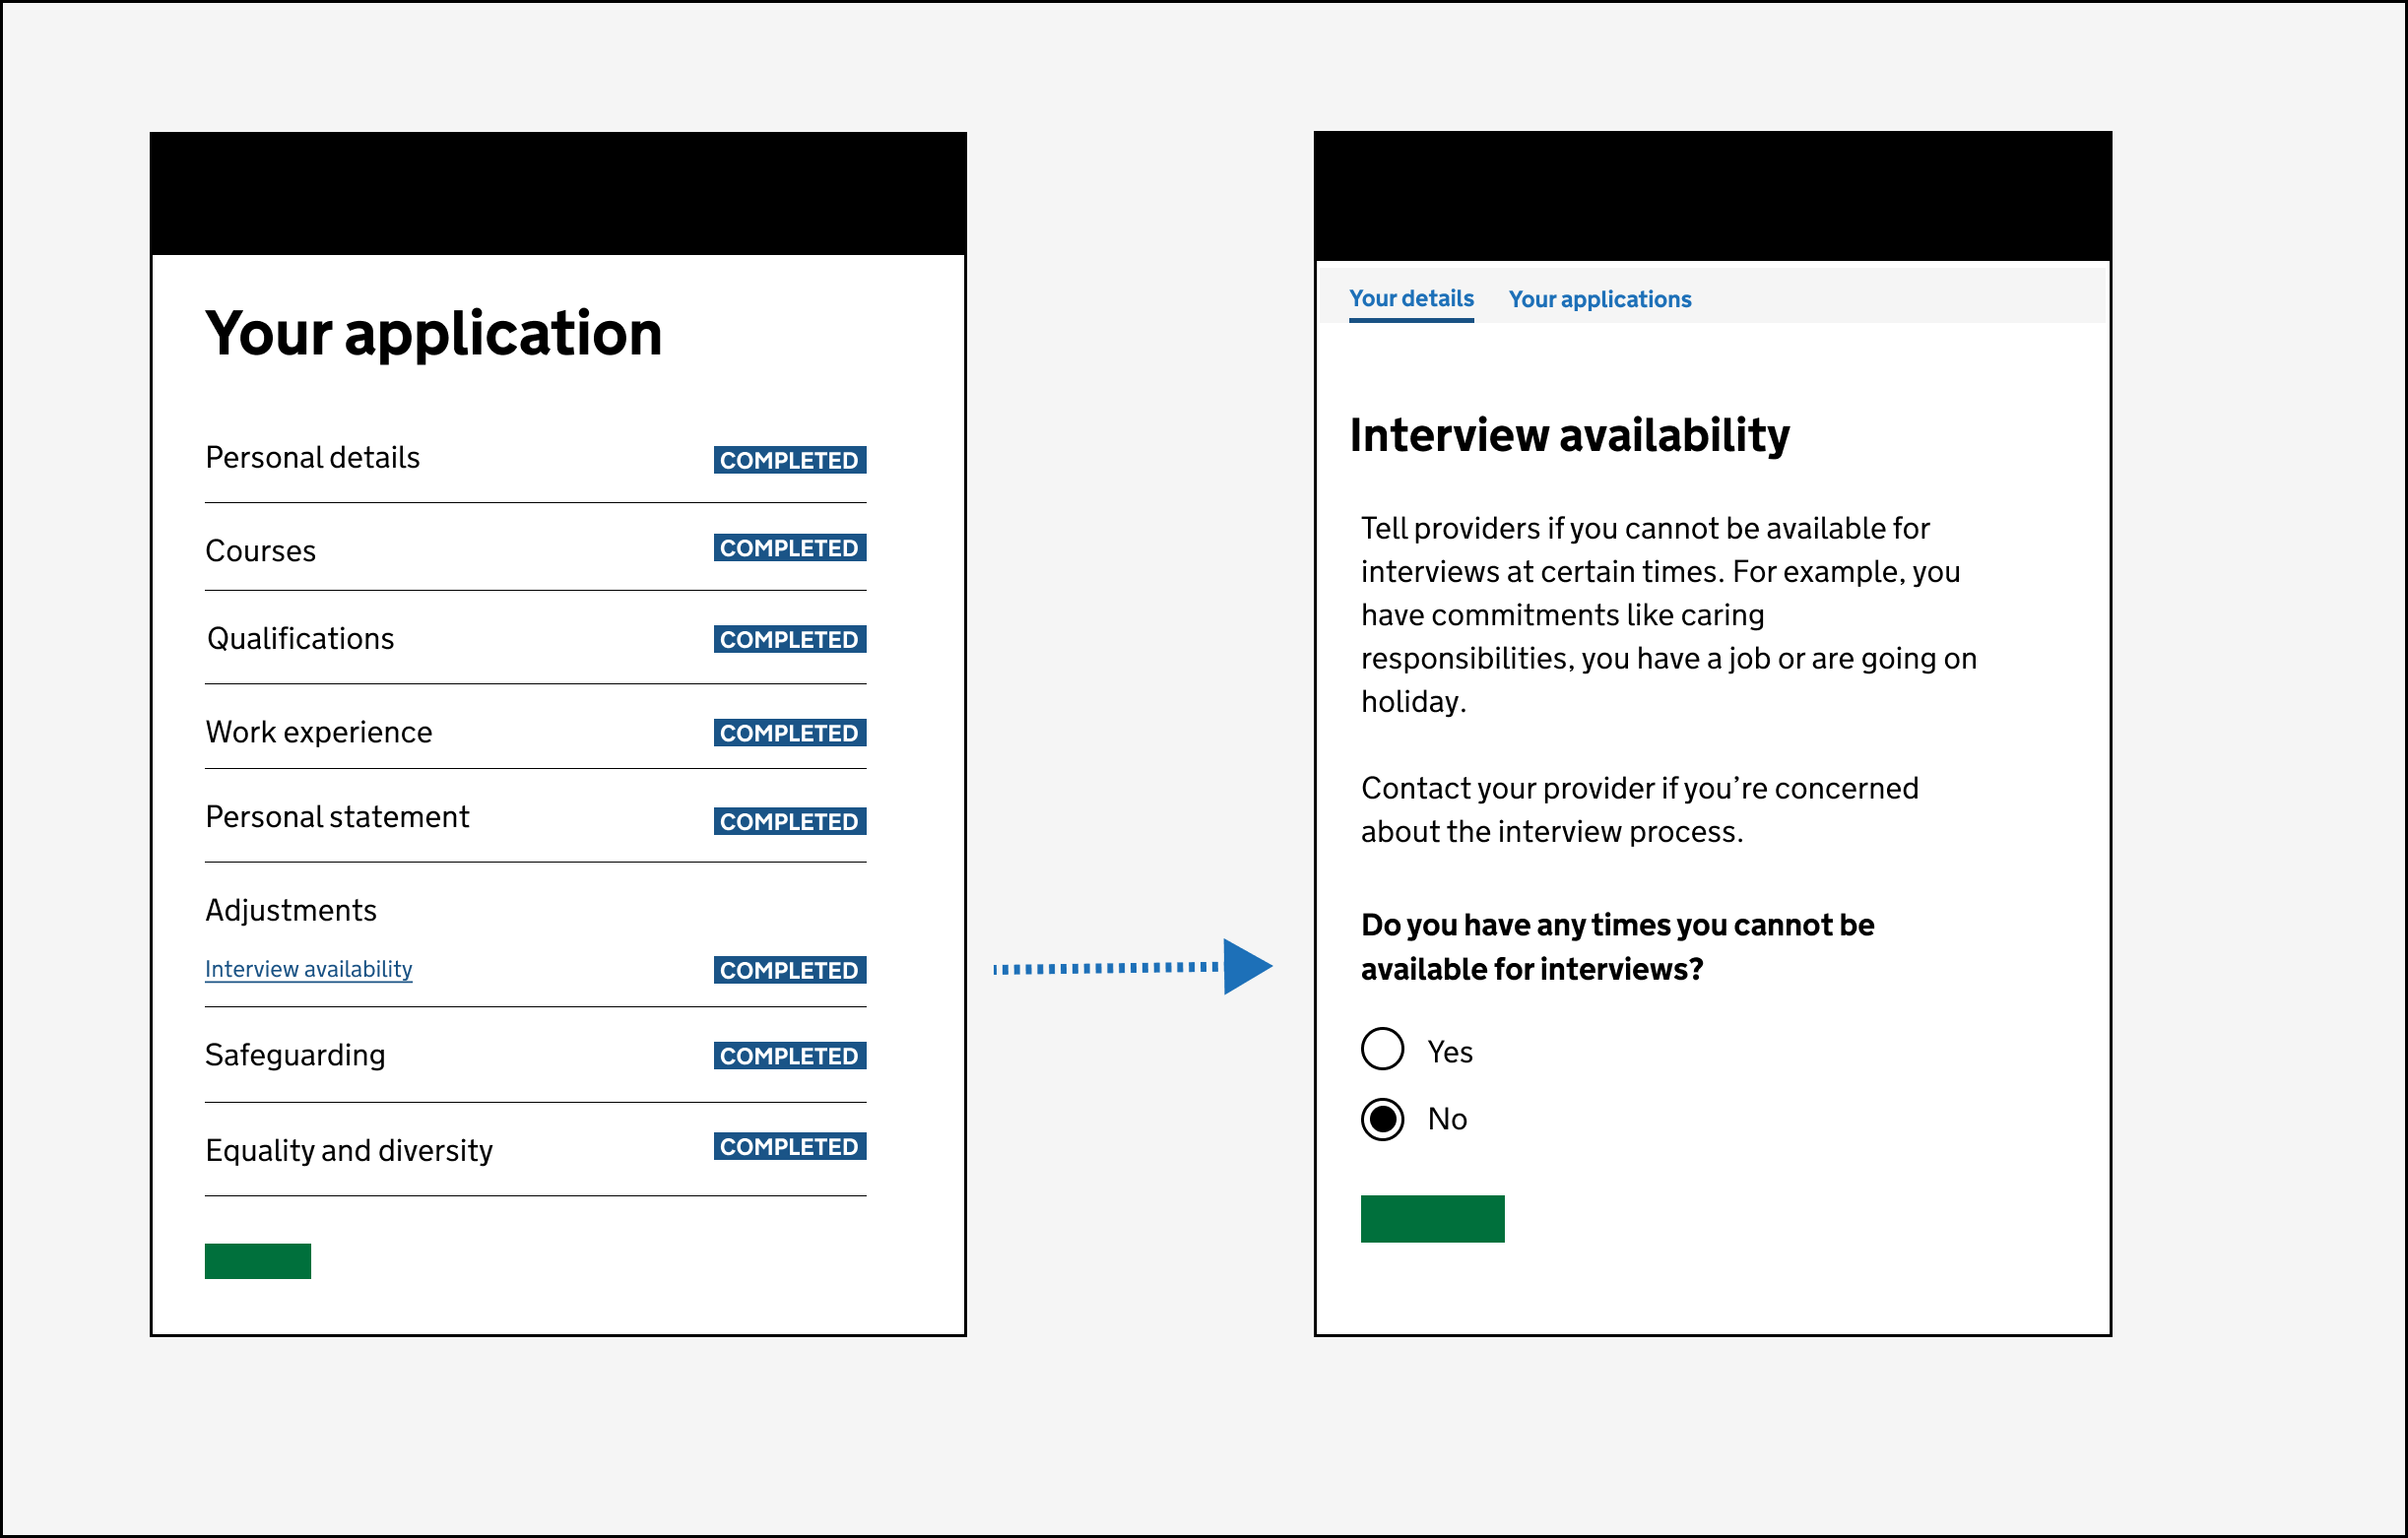 Your application
Personal details COMPLETED
Courses COMPLETED
Qualifications COMPLETED
Work experience COMPLETED
Personal statement COMPLETED
Adjustments
Interview availability COMPLETED
Safeguarding COMPLETED
Equality and diversity COMPLETED
Your details Your applications
Interview availability
Tell providers if you cannot be available for
interviews at certain times. For example, you
have commitments like caring
responsibilities, you have a job or are going on
holiday.
Contact your provider if you’re concerned
about the interview process.
Do you have any times you cannot be
available for interviews?
Yes
No